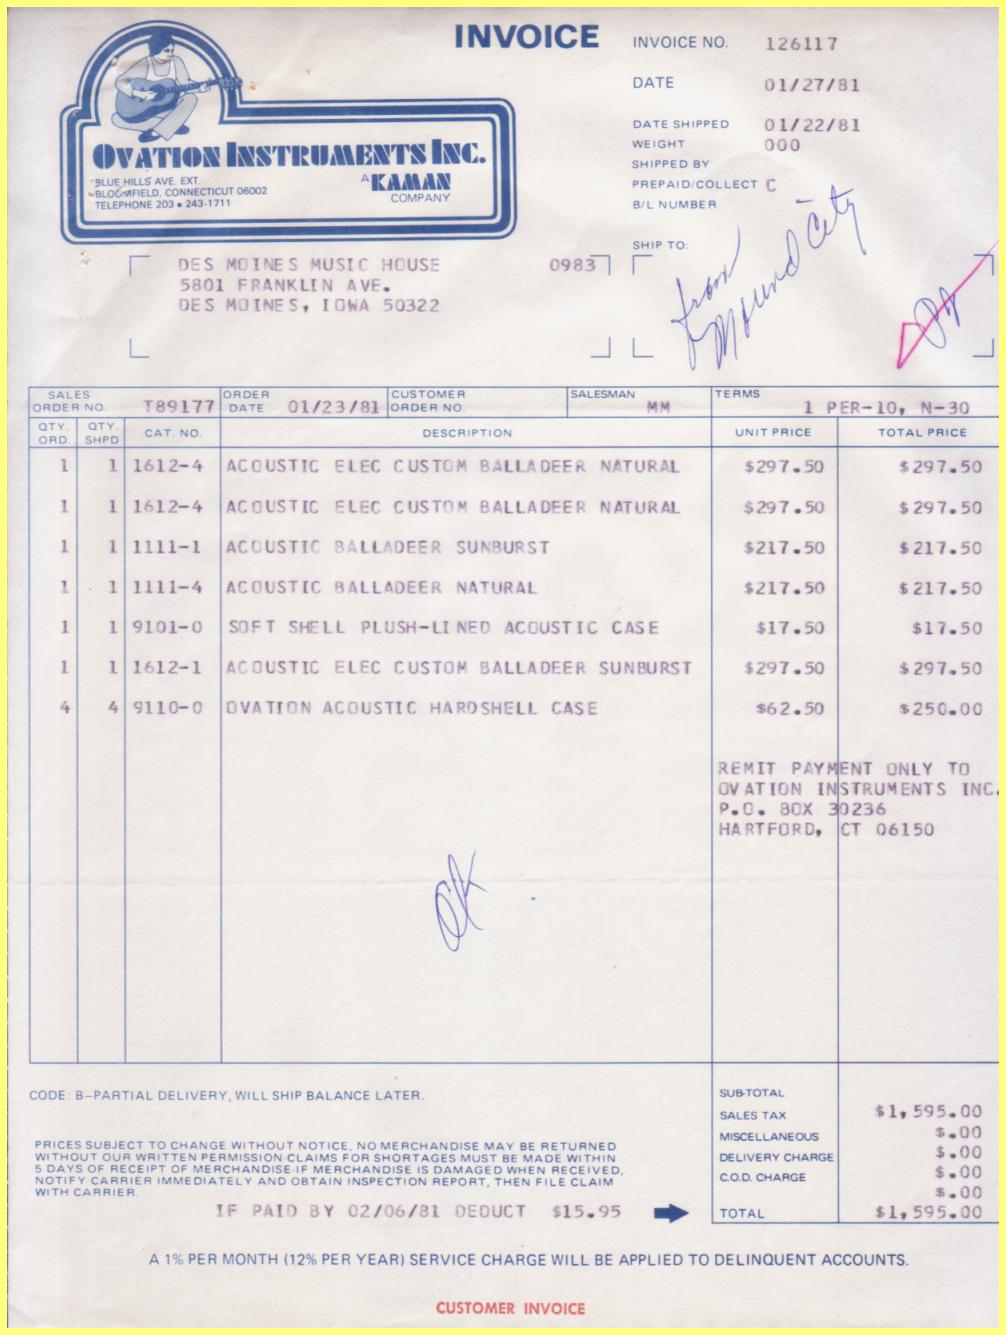 INVOICE
INVOICE NO. 126117
DATE 01/27/81
DATE SHIPPED 01/22/81
WEIGHT 000
SHIPPED BY
PREPAID/COLLECT C
B/L NUMBER
OVATION INSTRUMENTS INC.
BLUE HILLS AVE. EXT.
BLOOMFIELD, CONNECTICUT 06002
TELEPHONE 203 • 243-1711
A KAMAN
COMPANY
SHIP TO:
from
Mound City
DES MOINES MUSIC HOUSE 0983
5801 FRANKLIN AVE.
DES MOINES, IOWA 50322
SALES ORDER NO. T89177 ORDER DATE 01/23/81 CUSTOMER ORDER NO. SALESMAN MM TERMS 1 PER-10, N-30
QTY. ORD. QTY. SHPD CAT. NO. DESCRIPTION UNIT PRICE TOTAL PRICE
1 1 1612-4 ACOUSTIC ELEC CUSTOM BALLADEER NATURAL $297.50 $297.50
1 1 1612-4 ACOUSTIC ELEC CUSTOM BALLADEER NATURAL $297.50 $297.50
1 1 1111-1 ACOUSTIC BALLADEER SUNBURST $217.50 $217.50
1 1 1111-4 ACOUSTIC BALLADEER NATURAL $217.50 $217.50
1 1 9101-0 SOFT SHELL PLUSH-LINED ACOUSTIC CASE $17.50 $17.50
1 1 1612-1 ACOUSTIC ELEC CUSTOM BALLADEER SUNBURST $297.50 $297.50
4 4 9110-0 OVATION ACOUSTIC HARDSHELL CASE $62.50 $250.00
REMIT PAYMENT ONLY TO
OVATION INSTRUMENTS INC.
P.O. BOX 30236
HARTFORD, CT 06150
OK
CODE: B-PARTIAL DELIVERY, WILL SHIP BALANCE LATER.
SUB-TOTAL $1,595.00
SALES TAX $.00
MISCELLANEOUS $.00
DELIVERY CHARGE $.00
C.O.D. CHARGE $.00
TOTAL $1,595.00
PRICES SUBJECT TO CHANGE WITHOUT NOTICE, NO MERCHANDISE MAY BE RETURNED
WITHOUT OUR WRITTEN PERMISSION-CLAIMS FOR SHORTAGES MUST BE MADE WITHIN
5 DAYS OF RECEIPT OF MERCHANDISE-IF MERCHANDISE IS DAMAGED WHEN RECEIVED,
NOTIFY CARRIER IMMEDIATELY AND OBTAIN INSPECTION REPORT, THEN FILE CLAIM
WITH CARRIER.
IF PAID BY 02/06/81 DEDUCT $15.95
A 1% PER MONTH (12% PER YEAR) SERVICE CHARGE WILL BE APPLIED TO DELINQUENT ACCOUNTS.
CUSTOMER INVOICE